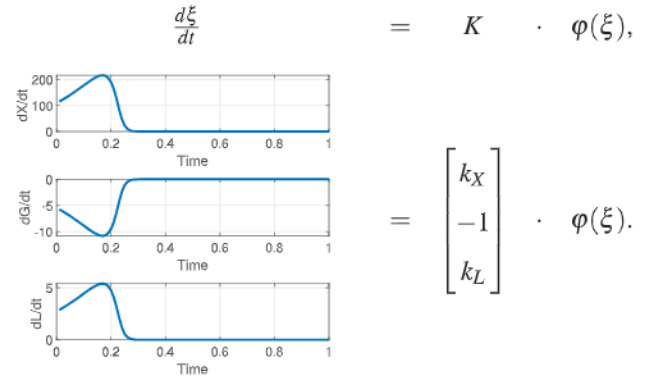 dξ/dt = K · φ(ξ),
dX/dt
200
100
0
0 0.2 0.4 0.6 0.8 1
Time
dG/dt
0
-5
-10
0 0.2 0.4 0.6 0.8 1
Time
dL/dt
5
0
0 0.2 0.4 0.6 0.8 1
Time
= [k_X
−1
k_L] · φ(ξ).